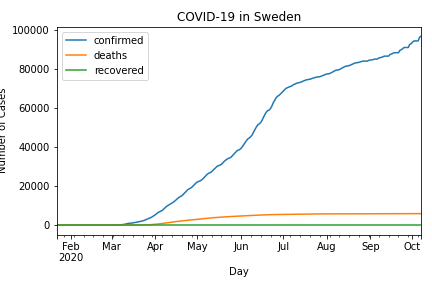 COVID-19 in Sweden
100000
80000
60000
40000
20000
0
Number of Cases
confirmed
deaths
recovered
Feb Mar Apr May Jun Jul Aug Sep Oct
2020
Day